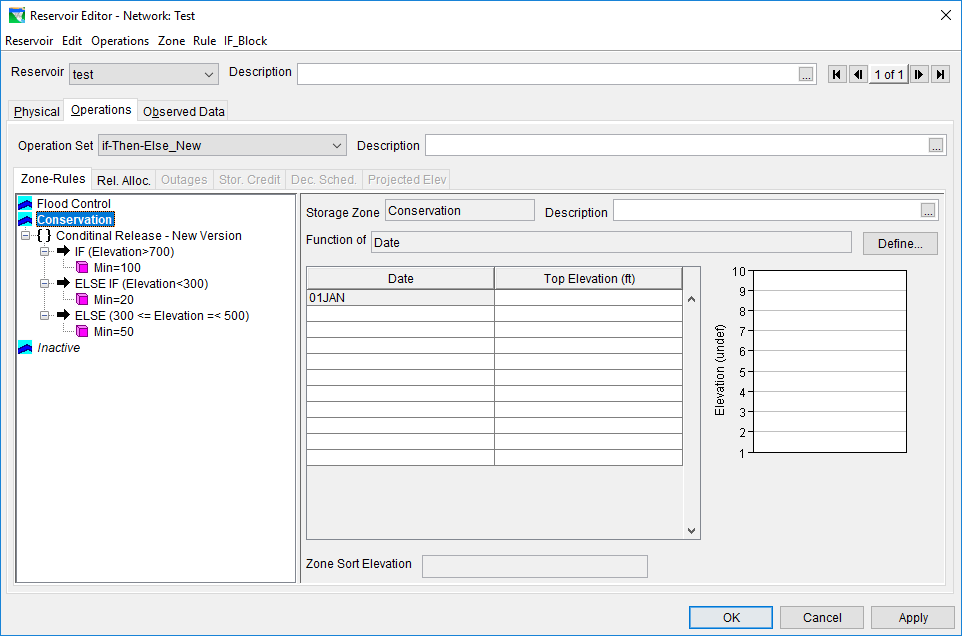 Reservoir Editor - Network: Test
Reservoir Edit Operations Zone Rule IF_Block
Reservoir test Description ... 1 of 1
Physical Operations Observed Data
Operation Set if-Then-Else_New Description ...
Zone-Rules Rel. Alloc. Outages Stor. Credit Dec. Sched. Projected Elev
Flood Control
Conservation
{ } Conditinal Release - New Version
IF (Elevation>700)
Min=100
ELSE IF (Elevation<300)
Min=20
ELSE (300 <= Elevation =< 500)
Min=50
Inactive
Storage Zone Conservation Description ...
Function of Date Define...
Date Top Elevation (ft)
01JAN
Elevation (undef)
10
9
8
7
6
5
4
3
2
1
Zone Sort Elevation
OK Cancel Apply